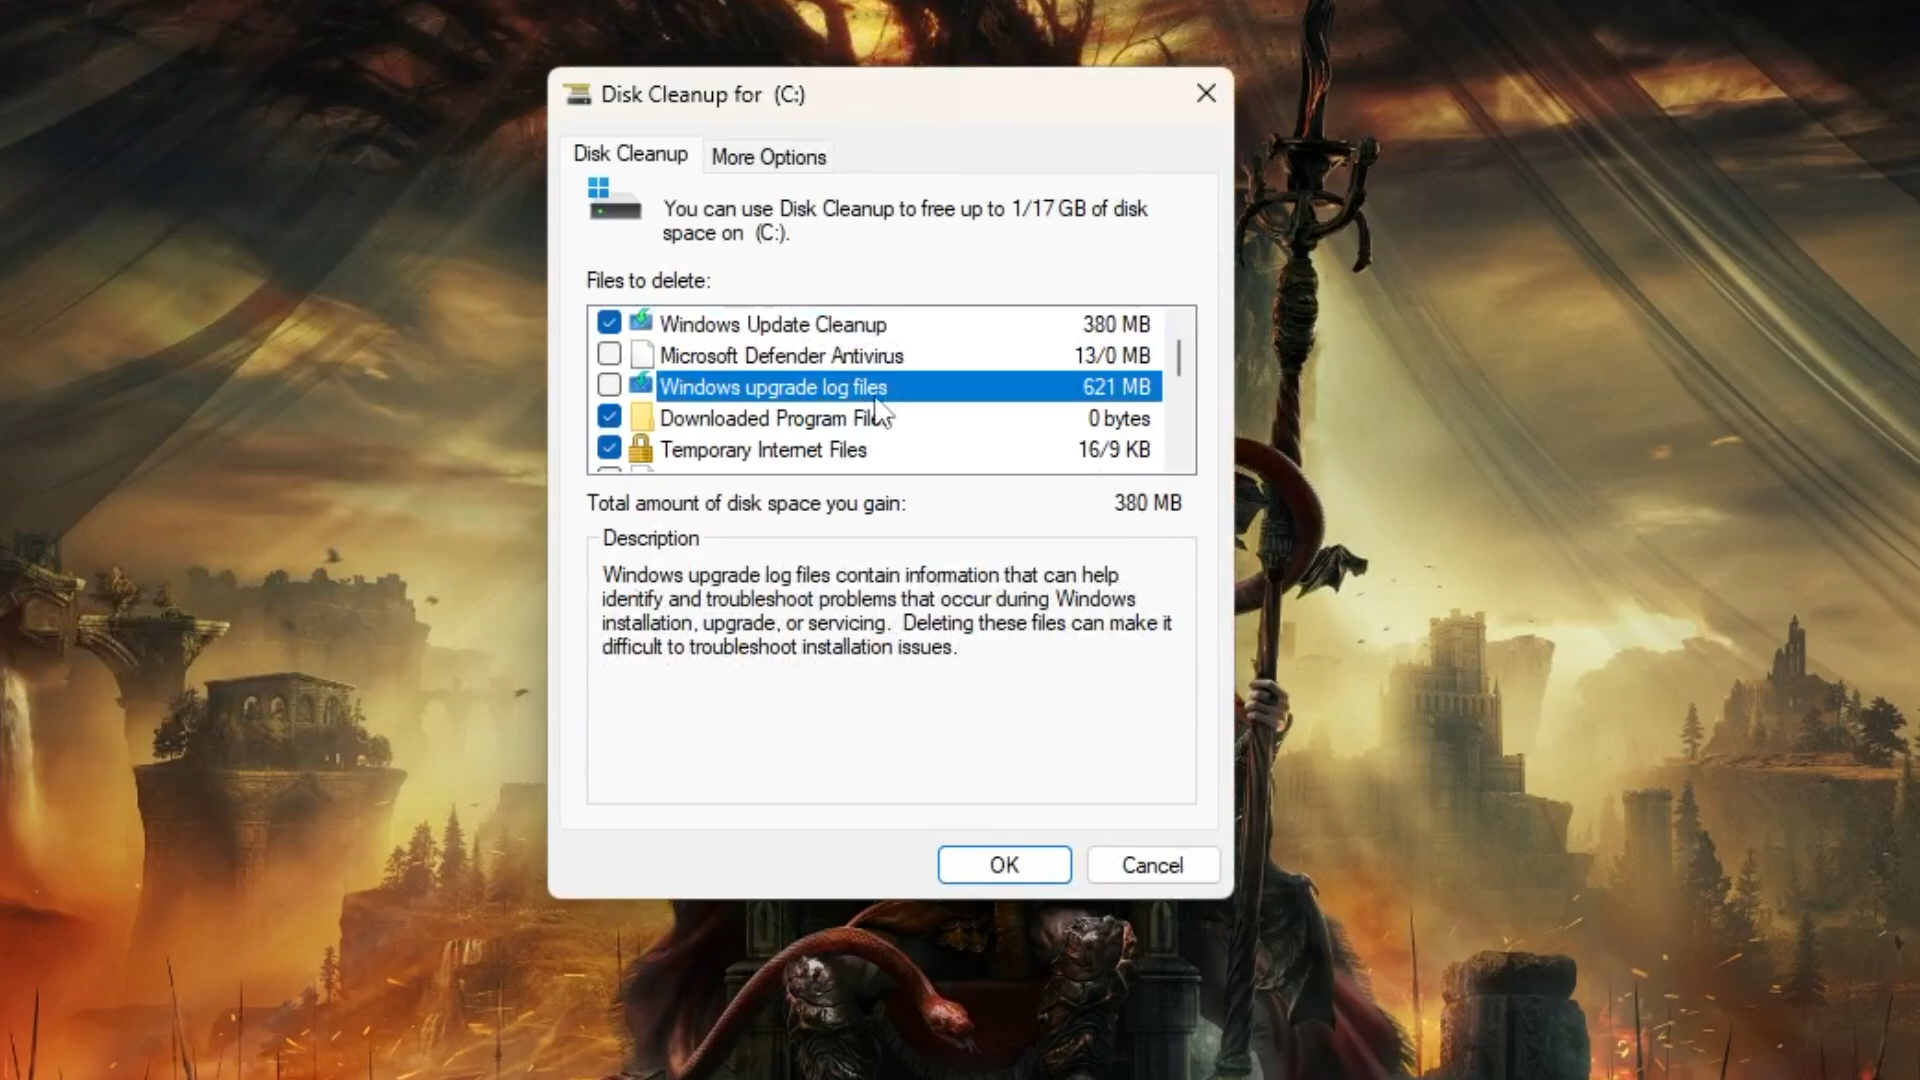 Disk Cleanup for (C:)
Disk Cleanup
More Options
You can use Disk Cleanup to free up to 1/17 GB of disk
space on (C:).
Files to delete:
Windows Update Cleanup 380 MB
Microsoft Defender Antivirus 13/0 MB
Windows upgrade log files 621 MB
Downloaded Program Files 0 bytes
Temporary Internet Files 16/9 KB
Total amount of disk space you gain: 380 MB
Description
Windows upgrade log files contain information that can help
identify and troubleshoot problems that occur during Windows
installation, upgrade, or servicing. Deleting these files can make it
difficult to troubleshoot installation issues.
OK
Cancel